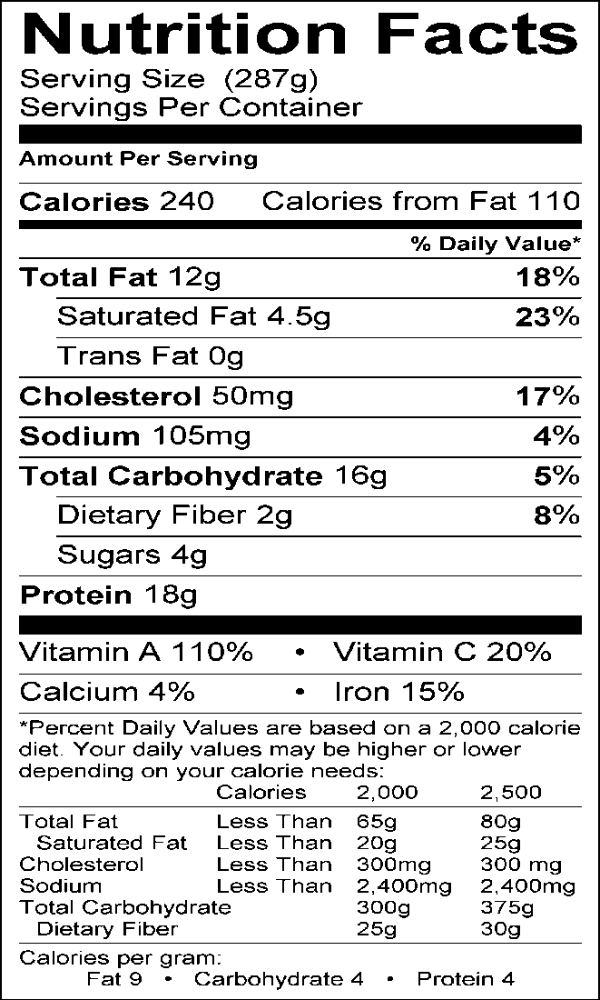 Nutrition Facts
Serving Size (287g)
Servings Per Container
Amount Per Serving
Calories 240 Calories from Fat 110
% Daily Value*
Total Fat 12g 18%
Saturated Fat 4.5g 23%
Trans Fat 0g
Cholesterol 50mg 17%
Sodium 105mg 4%
Total Carbohydrate 16g 5%
Dietary Fiber 2g 8%
Sugars 4g
Protein 18g
Vitamin A 110% • Vitamin C 20%
Calcium 4% • Iron 15%
*Percent Daily Values are based on a 2,000 calorie
diet. Your daily values may be higher or lower
depending on your calorie needs:
Calories 2,000 2,500
Total Fat Less Than 65g 80g
Saturated Fat Less Than 20g 25g
Cholesterol Less Than 300mg 300 mg
Sodium Less Than 2,400mg 2,400mg
Total Carbohydrate 300g 375g
Dietary Fiber 25g 30g
Calories per gram:
Fat 9 • Carbohydrate 4 • Protein 4